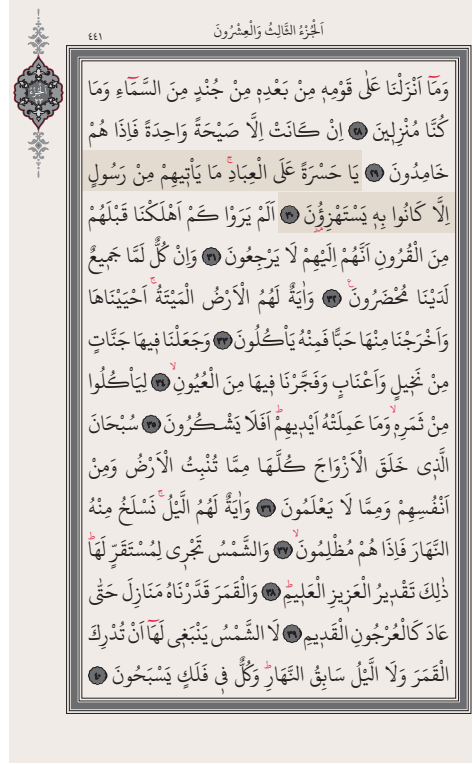 ٤٤١ اَلْجُزْءُ الثَّالِثُ وَالْعِشْرُونَ
اَلْجُزْءُ
وَمَٓا اَنْزَلْنَا عَلٰى قَوْمِه۪ مِنْ بَعْدِه۪ مِنْ جُنْدٍ مِنَ السَّمَٓاءِ وَمَا
كُنَّا مُنْزِل۪ينَ ﴿٢٨﴾ اِنْ كَانَتْ اِلَّا صَيْحَةً وَاحِدَةً فَاِذَا هُمْ
خَامِدُونَ ﴿٢٩﴾ يَا حَسْرَةً عَلَى الْعِبَادِۚ مَا يَأْت۪يهِمْ مِنْ رَسُولٍ
اِلَّا كَانُوا بِه۪ يَسْتَهْزِؤُ۫نَ ﴿٣٠﴾ اَلَمْ يَرَوْا كَمْ اَهْلَكْنَا قَبْلَهُمْ
مِنَ الْقُرُونِ اَنَّهُمْ اِلَيْهِمْ لَا يَرْجِعُونَ ﴿٣١﴾ وَاِنْ كُلٌّ لَمَّا جَم۪يعٌ
لَدَيْنَا مُحْضَرُونَ۟ ﴿٣٢﴾ وَاٰيَةٌ لَهُمُ الْاَرْضُ الْمَيْتَةُۚ اَحْيَيْنَاهَا
وَاَخْرَجْنَا مِنْهَا حَبًّا فَمِنْهُ يَأْكُلُونَ ﴿٣٣﴾ وَجَعَلْنَا ف۪يهَا جَنَّاتٍ
مِنْ نَخ۪يلٍ وَاَعْنَابٍ وَفَجَّرْنَا ف۪يهَا مِنَ الْعُيُونِۙ ﴿٣٤﴾ لِيَأْكُلُوا
مِنْ ثَمَرِه۪ۙ وَمَا عَمِلَتْهُ اَيْد۪يهِمْۜ اَفَلَا يَشْكُرُونَ ﴿٣٥﴾ سُبْحَانَ
الَّذ۪ي خَلَقَ الْاَزْوَاجَ كُلَّهَا مِمَّا تُنْبِتُ الْاَرْضُ وَمِنْ
اَنْفُسِهِمْ وَمِمَّا لَا يَعْلَمُونَ ﴿٣٦﴾ وَاٰيَةٌ لَهُمُ الَّيْلُۚ نَسْلَخُ مِنْهُ
النَّهَارَ فَاِذَا هُمْ مُظْلِمُونَۙ ﴿٣٧﴾ وَالشَّمْسُ تَجْر۪ي لِمُسْتَقَرٍّ لَهَاۜ
ذٰلِكَ تَقْد۪يرُ الْعَز۪يزِ الْعَل۪يمِۜ ﴿٣٨﴾ وَالْقَمَرَ قَدَّرْنَاهُ مَنَازِلَ حَتّٰى
عَادَ كَالْعُرْجُونِ الْقَد۪يمِ ﴿٣٩﴾ لَا الشَّمْسُ يَنْبَغ۪ي لَهَٓا اَنْ تُدْرِكَ
الْقَمَرَ وَلَا الَّيْلُ سَابِقُ النَّهَارِۜ وَكُلٌّ ف۪ي فَلَكٍ يَسْبَحُونَ ﴿٤٠﴾